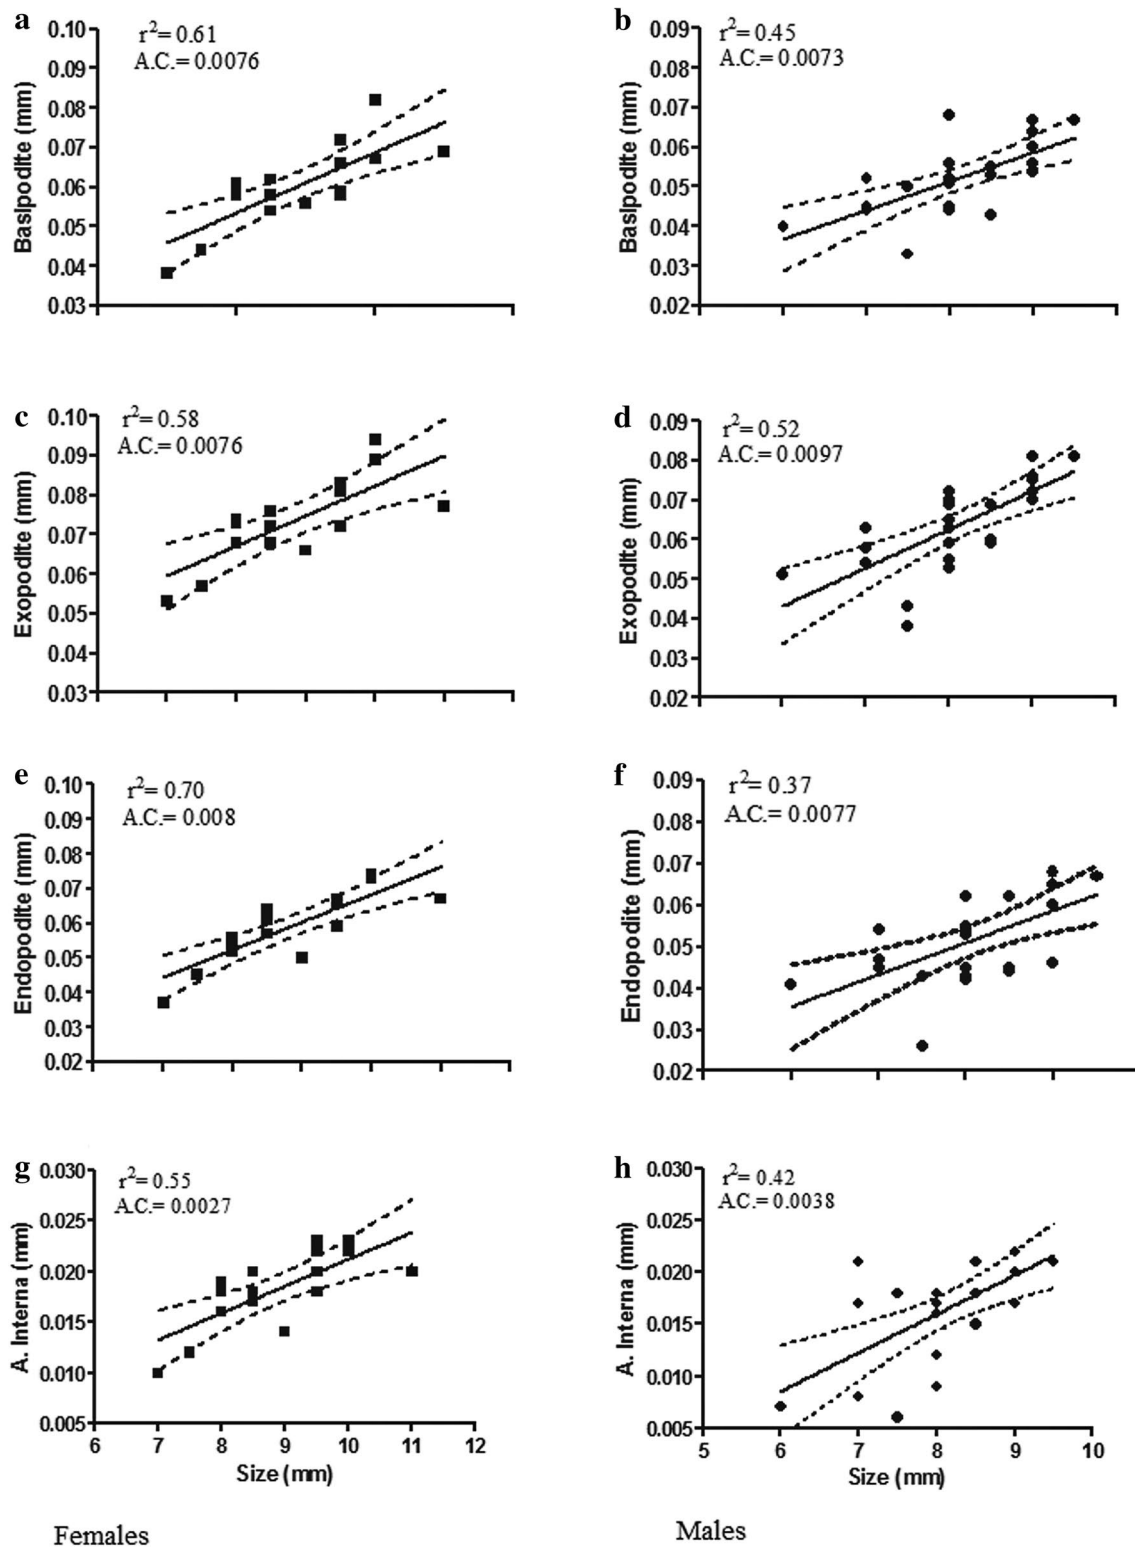 a
r2= 0.61
A.C.= 0.0076
0.10
0.09
0.08
0.07
0.06
0.05
0.04
0.03
Basipodite (mm)
b
r2= 0.45
A.C.= 0.0073
0.09
0.08
0.07
0.06
0.05
0.04
0.03
0.02
Basipodite (mm)
c
r2= 0.58
A.C.= 0.0076
0.10
0.09
0.08
0.07
0.06
0.05
0.04
0.03
Exopodite (mm)
d
r2= 0.52
A.C.= 0.0097
0.09
0.08
0.07
0.06
0.05
0.04
0.03
0.02
Exopodite (mm)
e
r2= 0.70
A.C.= 0.008
0.10
0.09
0.08
0.07
0.06
0.05
0.04
0.03
0.02
Endopodite (mm)
f
r2= 0.37
A.C.= 0.0077
0.09
0.08
0.07
0.06
0.05
0.04
0.03
0.02
Endopodite (mm)
g
r2= 0.55
A.C.= 0.0027
0.030
0.025
0.020
0.015
0.010
0.005
A. Interna (mm)
6 7 8 9 10 11 12
Size (mm)
h
r2= 0.42
A.C.= 0.0038
0.030
0.025
0.020
0.015
0.010
0.005
A. Interna (mm)
5 6 7 8 9 10
Size (mm)
Females
Males